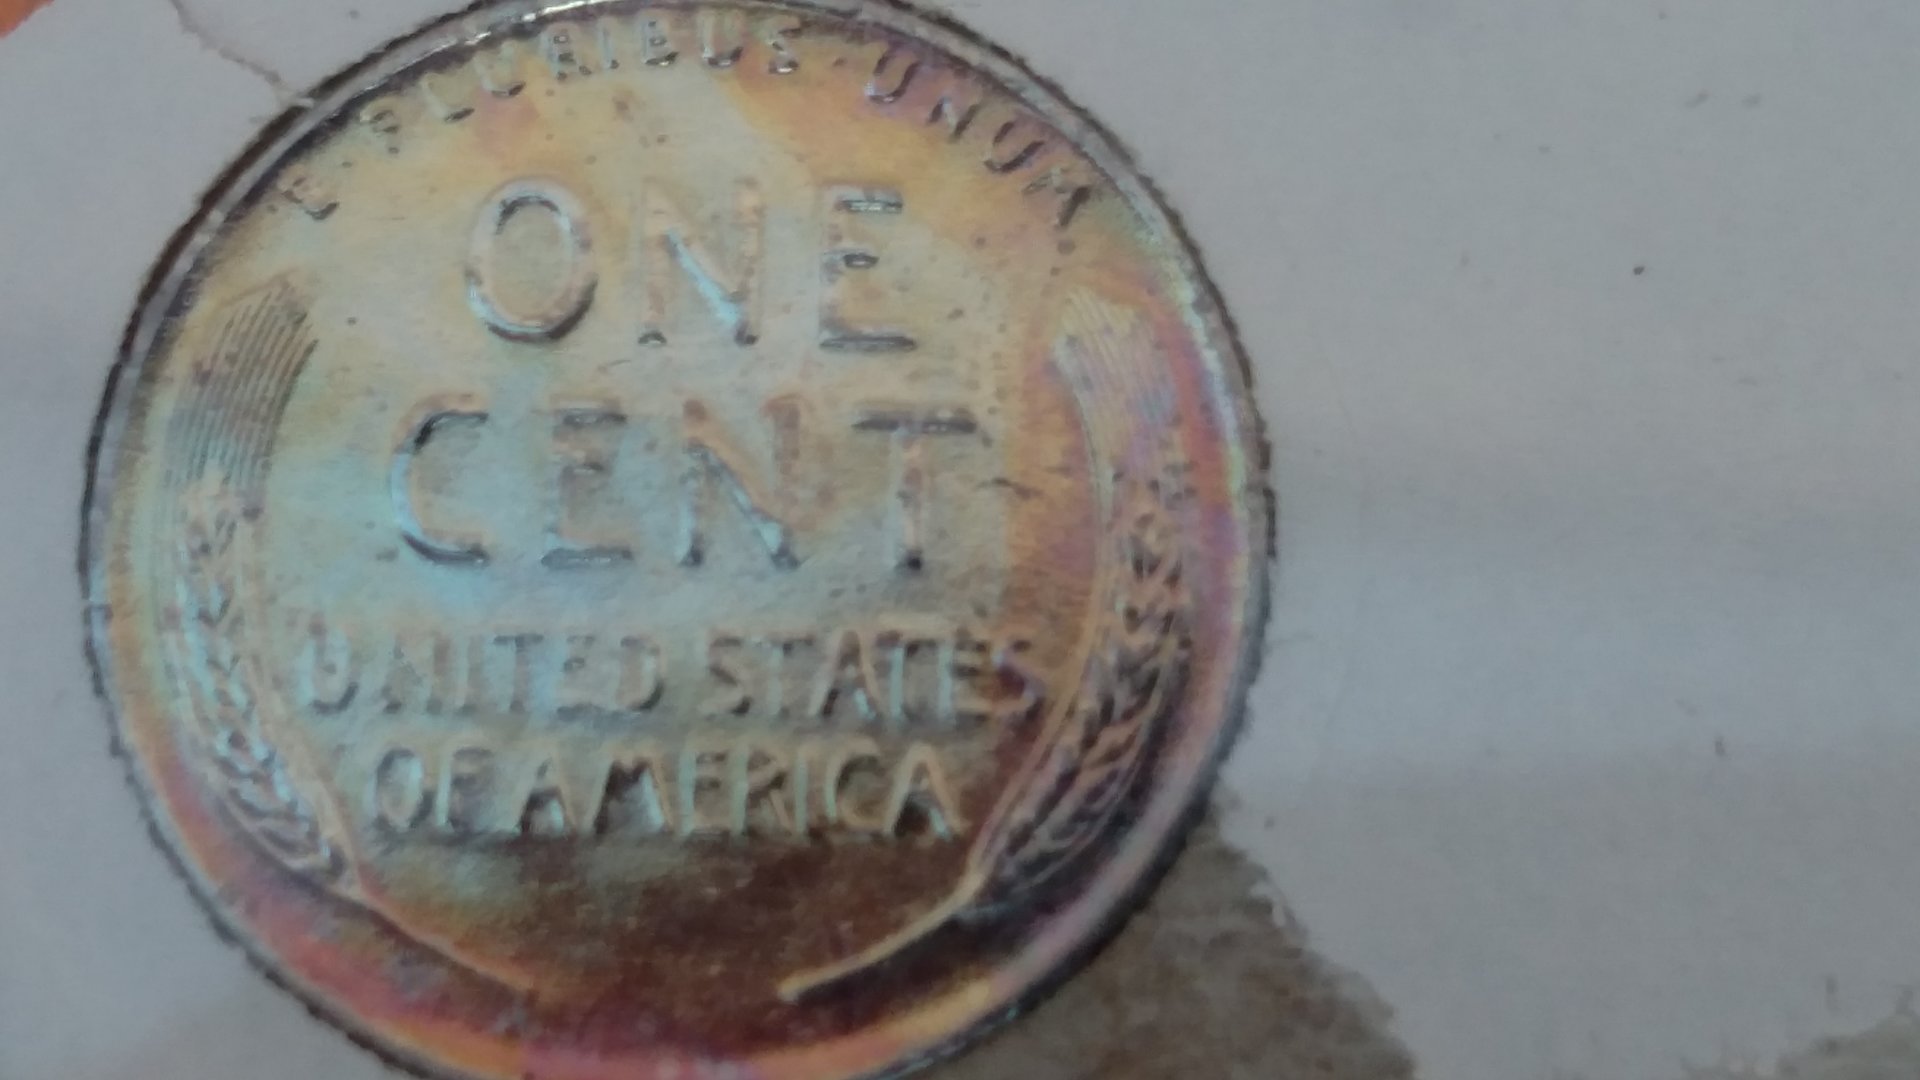 E · PLURIBUS · UNUM
ONE
CENT
UNITED STATES
OF AMERICA